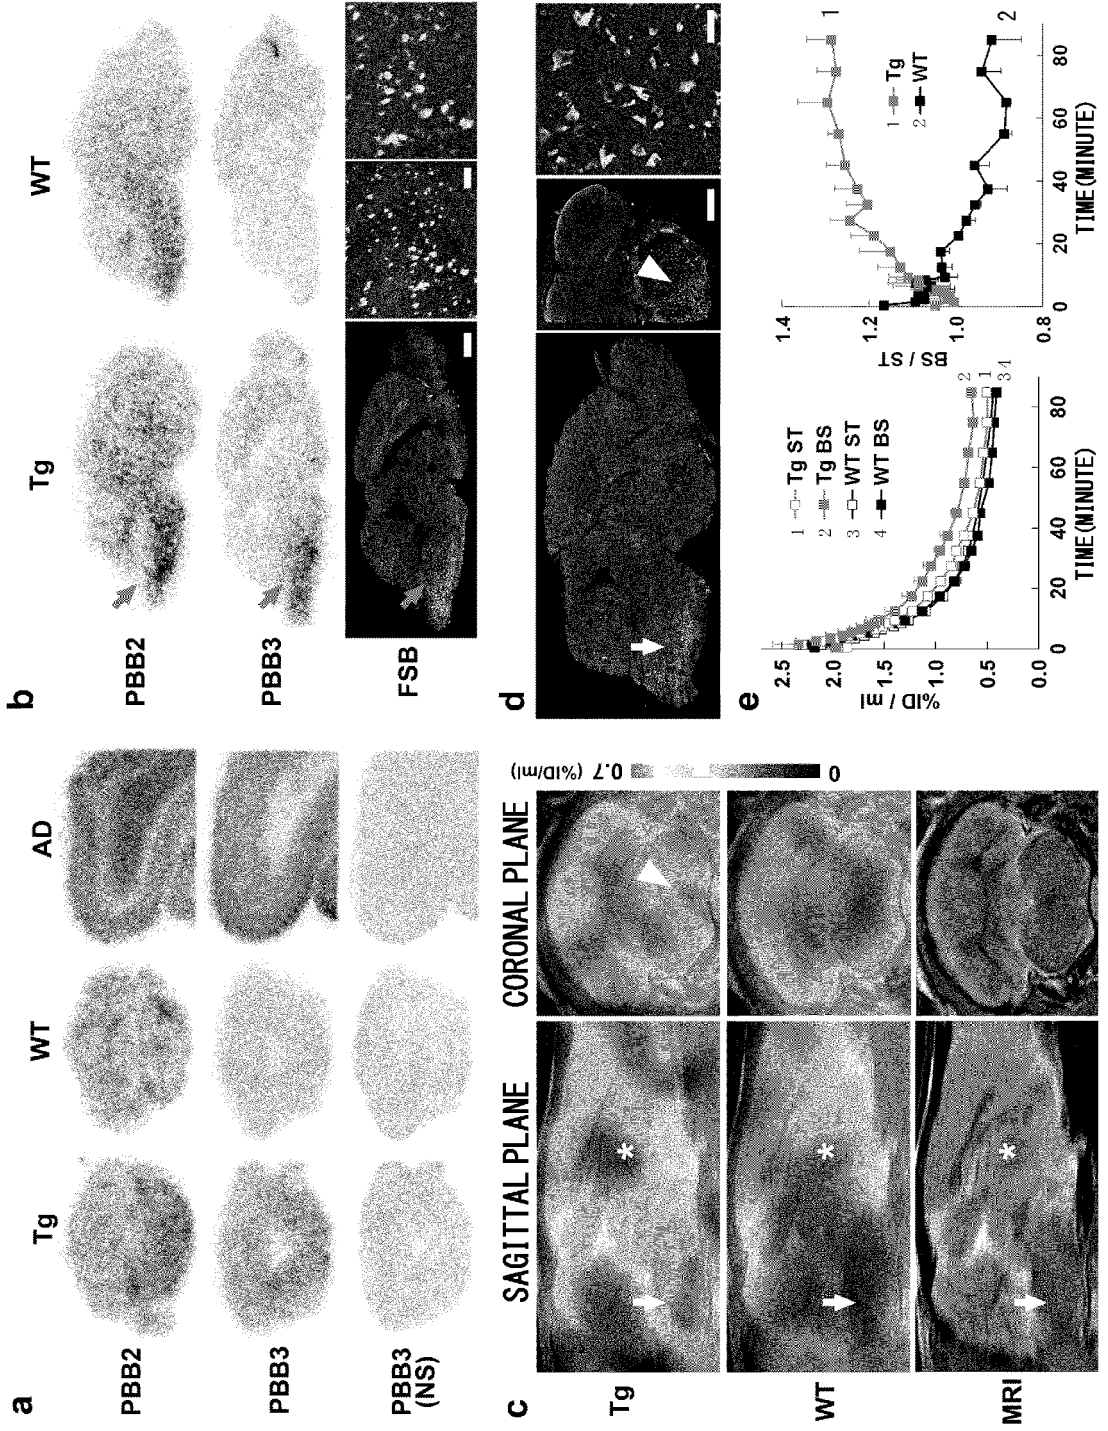 a
Tg
WT
AD
PBB2
PBB3
PBB3
(NS)
b
Tg
WT
PBB2
PBB3
FSB
c
SAGITTAL PLANE
CORONAL PLANE
Tg
*
WT
*
MRI
*
0
0.7 (%ID/ml)
d
e
%ID / ml
2.5
2.0
1.5
1.0
0.5
0.0
0
20
40
60
80
TIME(MINUTE)
1 Tg ST
2 Tg BS
3 WT ST
4 WT BS
2
1
3 4
BS / ST
1.4
1.2
1.0
0.8
0
20
40
60
80
TIME(MINUTE)
1 Tg
2 WT
1
2